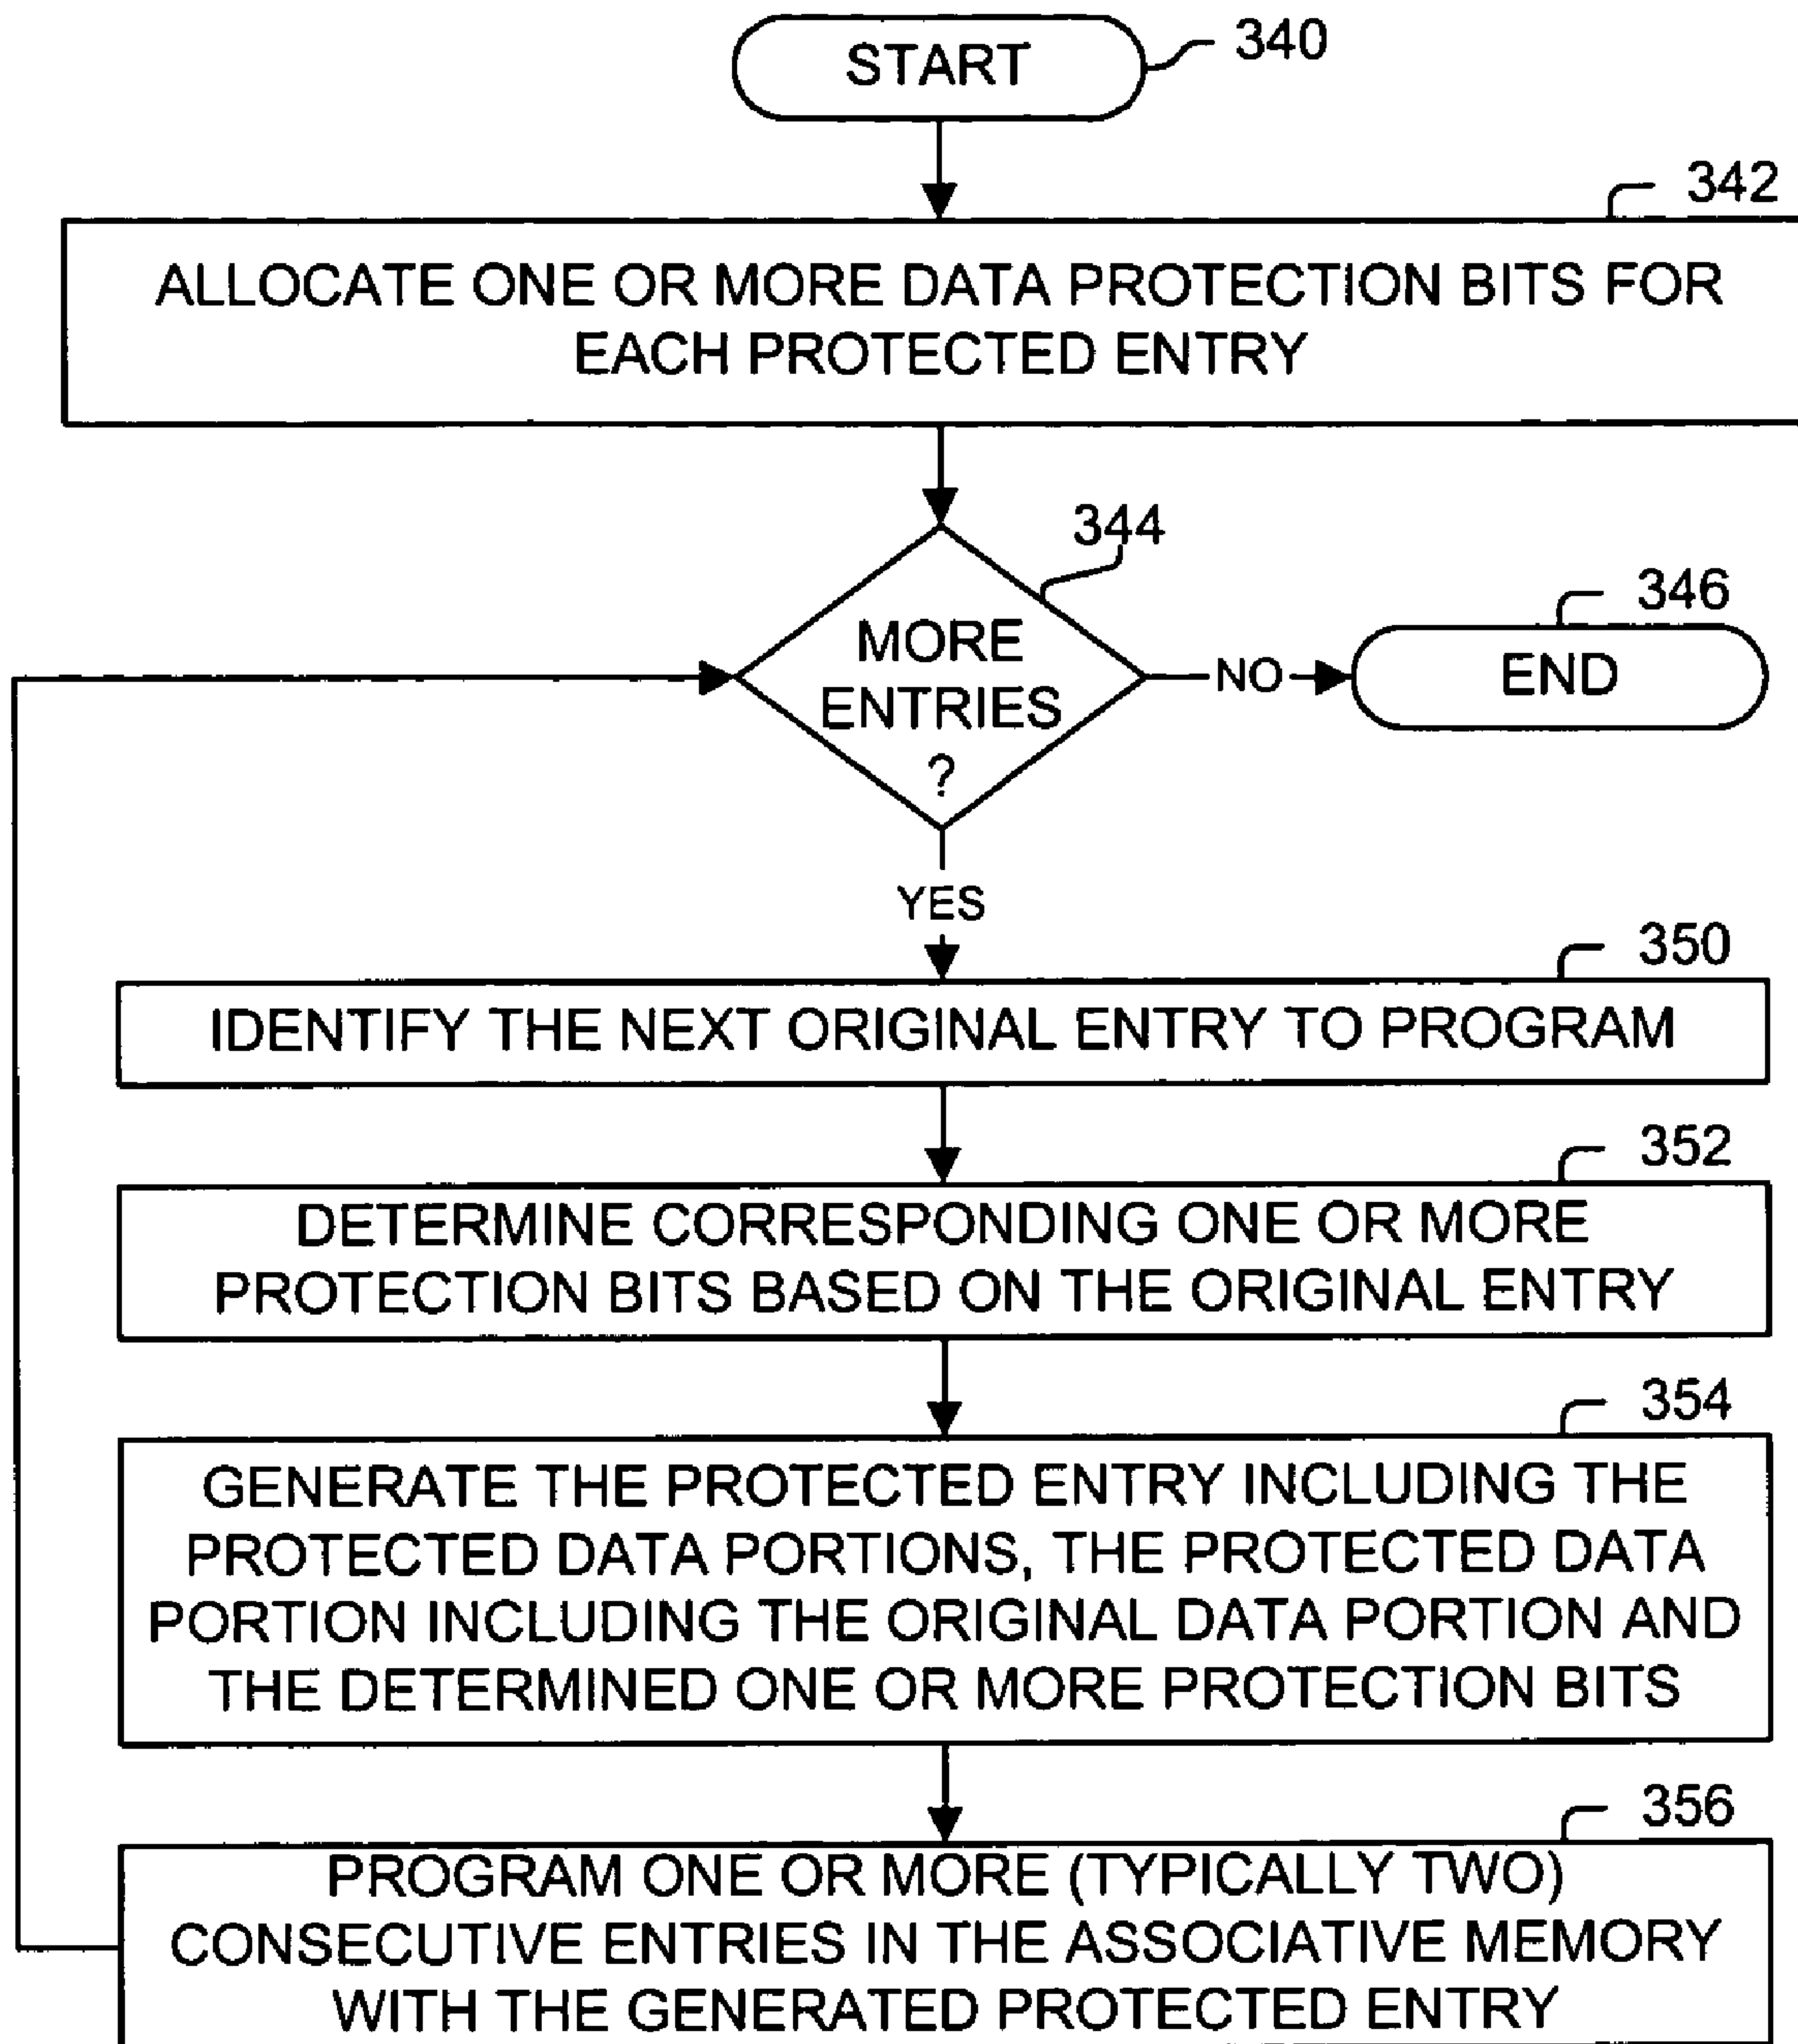 START
340
342
ALLOCATE ONE OR MORE DATA PROTECTION BITS FOR
EACH PROTECTED ENTRY
344
MORE
ENTRIES
?
NO
346
END
YES
350
IDENTIFY THE NEXT ORIGINAL ENTRY TO PROGRAM
352
DETERMINE CORRESPONDING ONE OR MORE
PROTECTION BITS BASED ON THE ORIGINAL ENTRY
354
GENERATE THE PROTECTED ENTRY INCLUDING THE
PROTECTED DATA PORTIONS, THE PROTECTED DATA
PORTION INCLUDING THE ORIGINAL DATA PORTION AND
THE DETERMINED ONE OR MORE PROTECTION BITS
356
PROGRAM ONE OR MORE (TYPICALLY TWO)
CONSECUTIVE ENTRIES IN THE ASSOCIATIVE MEMORY
WITH THE GENERATED PROTECTED ENTRY